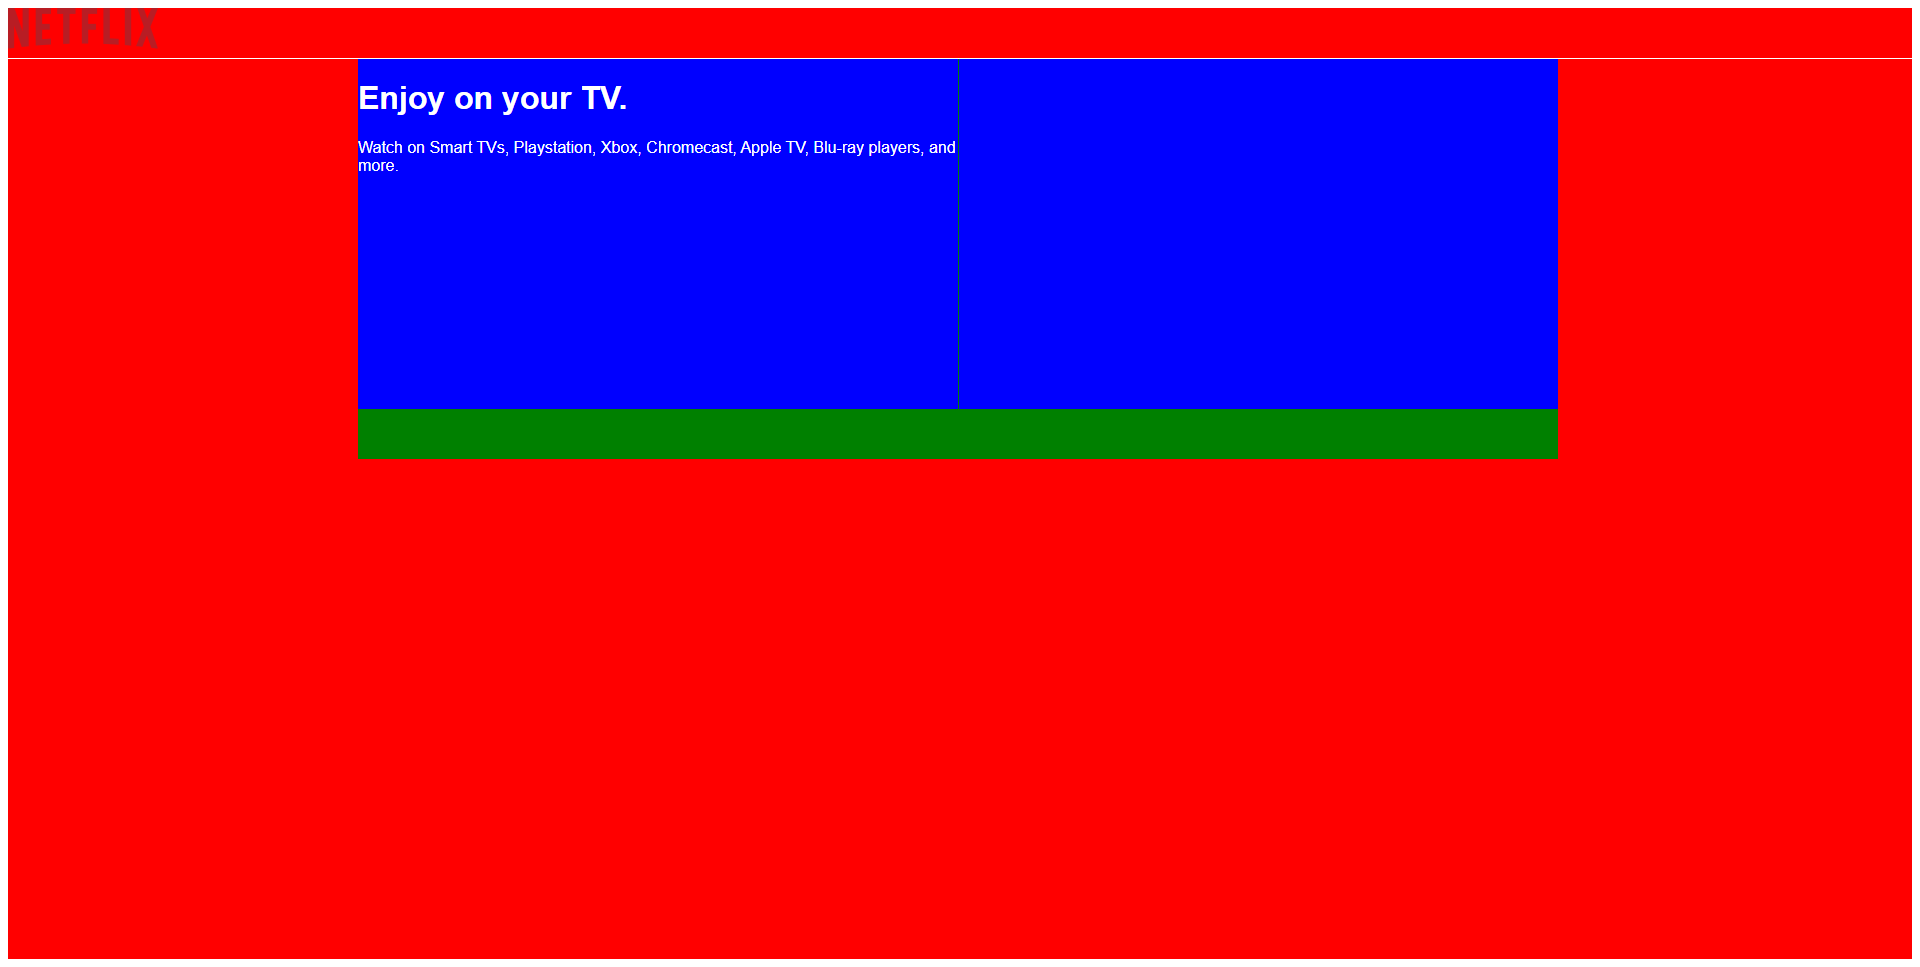 NETFLIX
Enjoy on your TV.
Watch on Smart TVs, Playstation, Xbox, Chromecast, Apple TV, Blu-ray players, and
more.